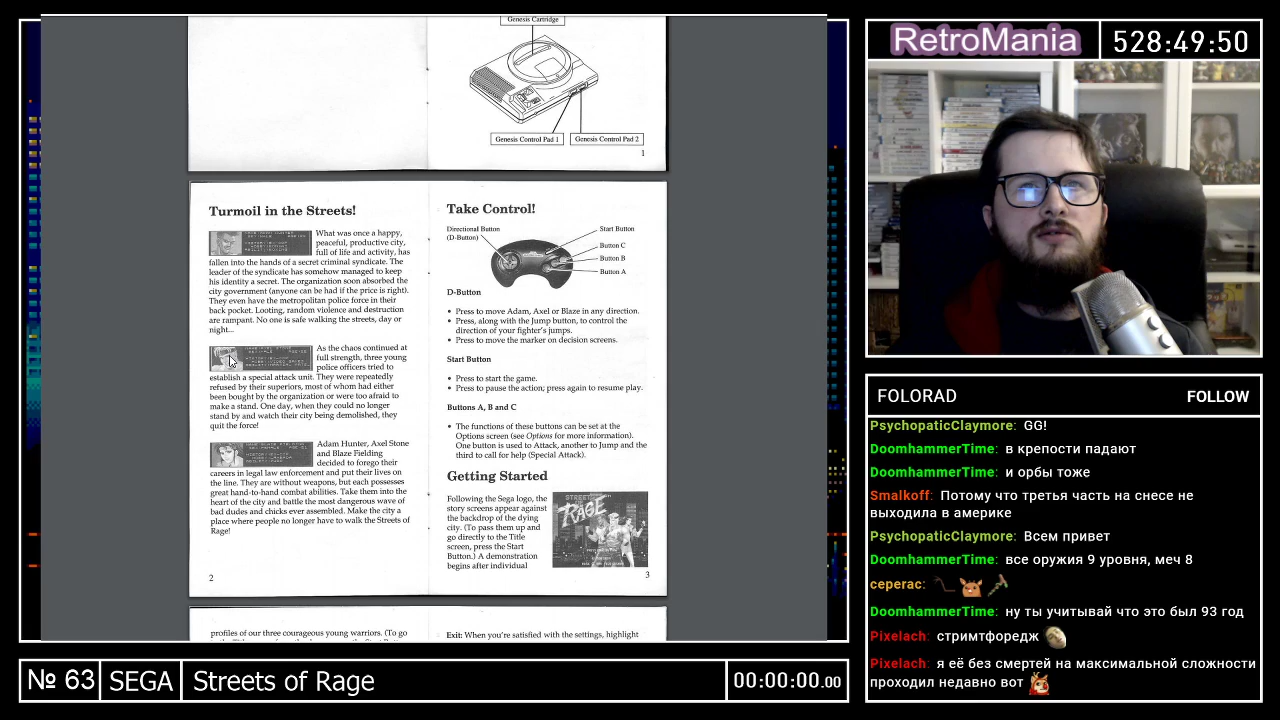 Genesis Cartridge
Genesis Control Pad 1
Genesis Control Pad 2
1
Turmoil in the Streets!
What was once a happy,
peaceful, productive city,
full of life and activity, has
fallen into the hands of a secret criminal syndicate. The
leader of the syndicate has somehow managed to keep
his identity a secret. The organization soon absorbed the
city government (anyone can be had if the price is right).
They even have the metropolitan police force in their
back pocket. Looting, random violence and destruction
are rampant. No one is safe walking the streets, day or
night...
As the chaos continued at
full strength, three young
police officers tried to
establish a special attack unit. They were repeatedly
refused by their superiors, most of whom had either
been bought by the organization or were too afraid to
make a stand. One day, when they could no longer
stand by and watch their city being demolished, they
quit the force!
Adam Hunter, Axel Stone
and Blaze Fielding
decided to forego their
careers in legal law enforcement and put their lives on
the line. They are without weapons, but each possesses
great hand-to-hand combat abilities. Take them into the
heart of the city and battle the most dangerous wave of
bad dudes and chicks ever assembled. Make the city a
place where people no longer have to walk the Streets of
Rage!
2
Take Control!
Directional Button
(D-Button)
Start Button
Button C
Button B
Button A
D-Button
• Press to move Adam, Axel or Blaze in any direction.
• Press, along with the Jump button, to control the
direction of your fighter's jumps.
• Press to move the marker on decision screens.
Start Button
• Press to start the game.
• Press to pause the action; press again to resume play.
Buttons A, B and C
• The functions of these buttons can be set at the
Options screen (see Options for more information).
One button is used to Attack, another to Jump and the
third to call for help (Special Attack).
Getting Started
Following the Sega logo, the
story screens appear against
the backdrop of the dying
city. (To pass them up and
go directly to the Title
screen, press the Start
Button.) A demonstration
begins after individual
STREETS OF
RAGE
3
profiles of our three courageous young warriors. (To go
Exit: When you're satisfied with the settings, highlight
RetroMania
528:49:50
FOLORAD
FOLLOW
PsychopaticClaymore: GG!
DoomhammerTime: в крепости падают
DoomhammerTime: и орбы тоже
Smalkoff: Потому что третья часть на снесе не
выходила в америке
PsychopaticClaymore: Всем привет
DoomhammerTime: все оружия 9 уровня, меч 8
ceperac:
DoomhammerTime: ну ты учитывай что это был 93 год
Pixelach: стримтфоредж
Pixelach: я её без смертей на максимальной сложности
проходил недавно вот
№ 63
SEGA
Streets of Rage
00:00:00.00